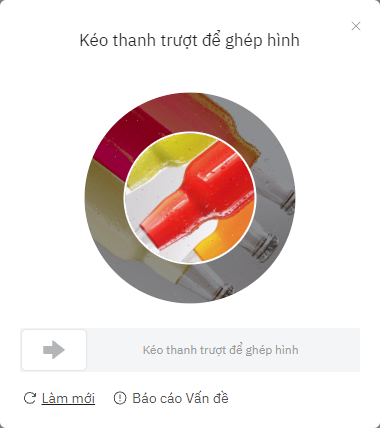 Kéo thanh trượt để ghép hình
Kéo thanh trượt để ghép hình
Làm mới
Báo cáo Vấn đề